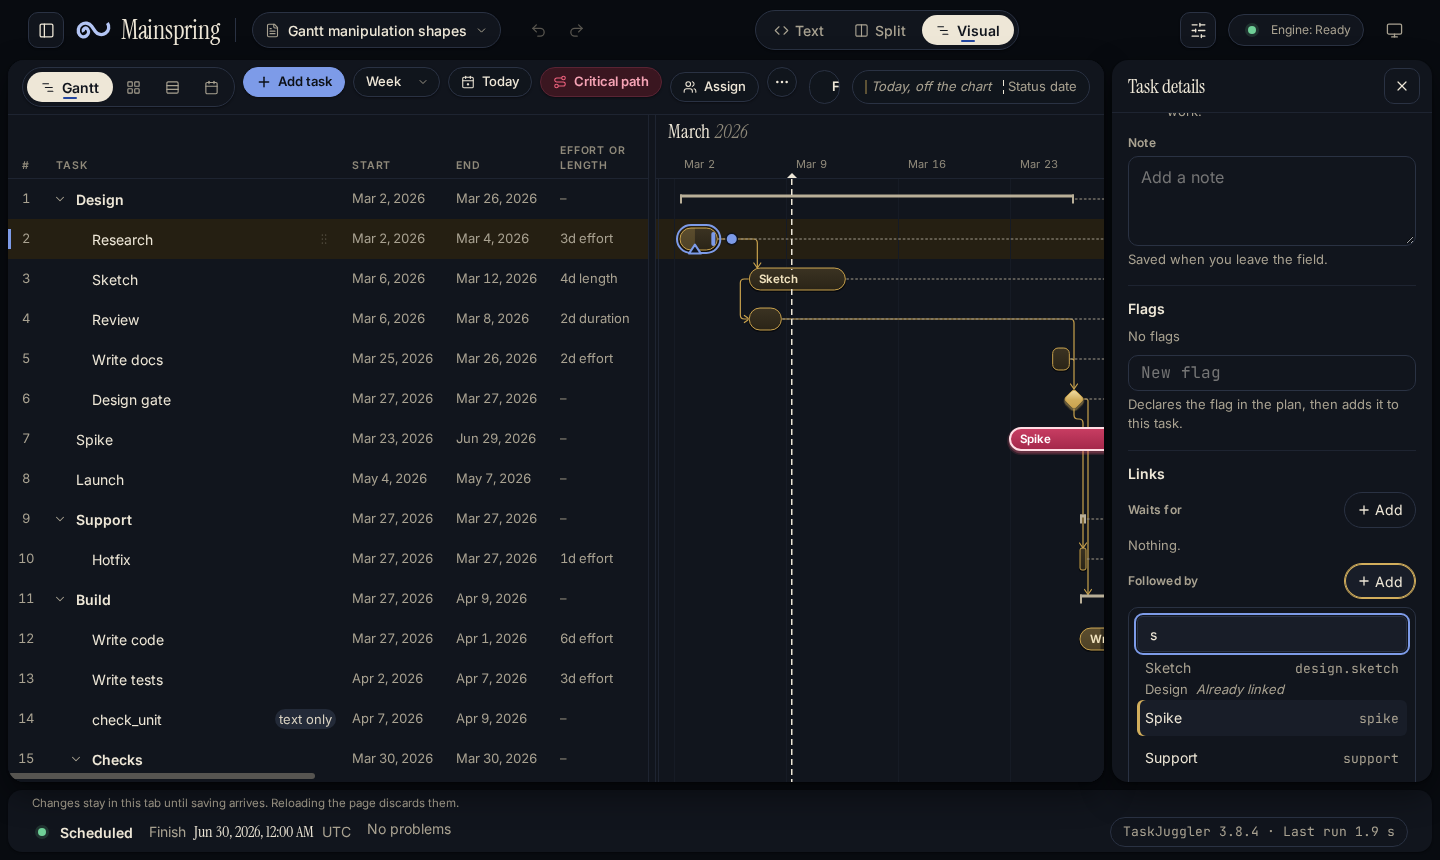 Mainspring
Gantt manipulation shapes
Text
Split
Visual
Engine: Ready
Gantt
Add task
Week
Today
Critical path
Assign
Today, off the chart
Status date
Task details
# TASK START END EFFORT OR LENGTH
March 2026
Mar 2 Mar 9 Mar 16 Mar 23
1 Design Mar 2, 2026 Mar 26, 2026 –
2 Research Mar 2, 2026 Mar 4, 2026 3d effort
3 Sketch Mar 6, 2026 Mar 12, 2026 4d length
Sketch
4 Review Mar 6, 2026 Mar 8, 2026 2d duration
5 Write docs Mar 25, 2026 Mar 26, 2026 2d effort
6 Design gate Mar 27, 2026 Mar 27, 2026 –
7 Spike Mar 23, 2026 Jun 29, 2026 –
Spike
8 Launch May 4, 2026 May 7, 2026 –
9 Support Mar 27, 2026 Mar 27, 2026 –
10 Hotfix Mar 27, 2026 Mar 27, 2026 1d effort
11 Build Mar 27, 2026 Apr 9, 2026 –
12 Write code Mar 27, 2026 Apr 1, 2026 6d effort
13 Write tests Apr 2, 2026 Apr 7, 2026 3d effort
14 check_unit text only Apr 7, 2026 Apr 9, 2026 –
15 Checks Mar 30, 2026 Mar 30, 2026 –
work.
Note
Add a note
Saved when you leave the field.
Flags
No flags
New flag
Declares the flag in the plan, then adds it to
this task.
Links
Waits for
Add
Nothing.
Followed by
Add
s
Sketch design.sketch
Design Already linked
Spike spike
Support support
Changes stay in this tab until saving arrives. Reloading the page discards them.
Scheduled Finish Jun 30, 2026, 12:00 AM UTC No problems
TaskJuggler 3.8.4 · Last run 1.9 s